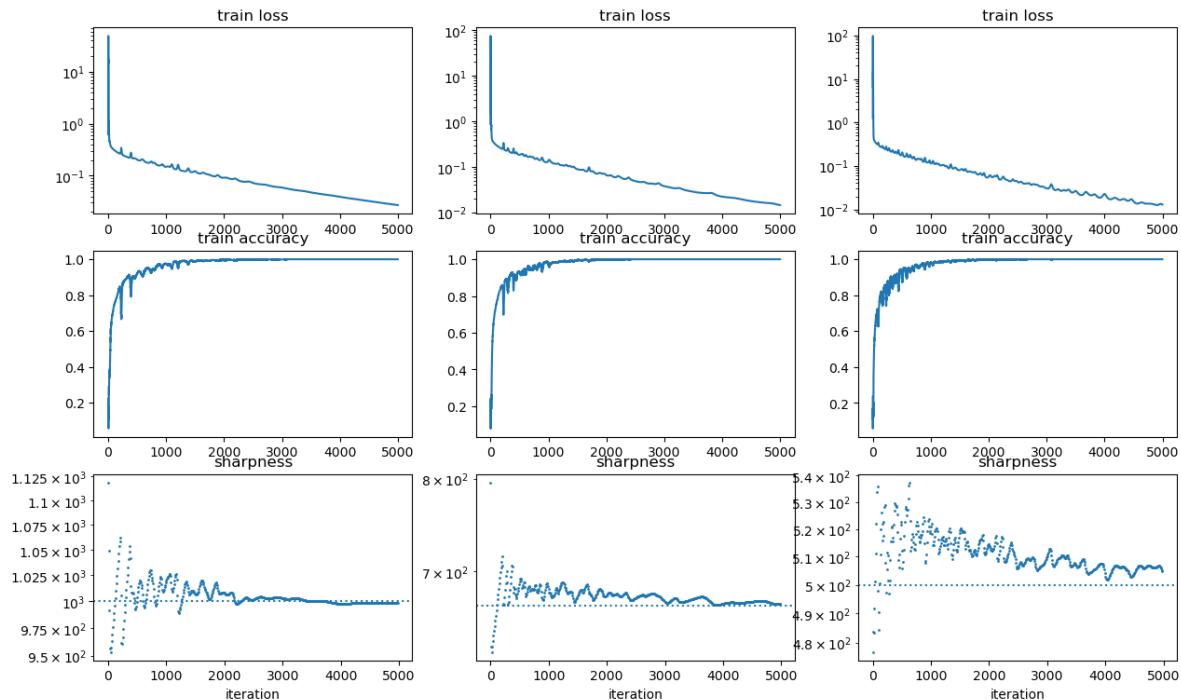 train loss
train loss
train loss
10¹
10⁰
10⁻¹
0 1000 2000 3000 4000 5000
10²
10¹
10⁰
10⁻¹
10⁻²
0 1000 2000 3000 4000 5000
10²
10¹
10⁰
10⁻¹
10⁻²
0 1000 2000 3000 4000 5000
train accuracy
train accuracy
train accuracy
1.0
0.8
0.6
0.4
0.2
0 1000 2000 3000 4000 5000
1.0
0.8
0.6
0.4
0.2
0 1000 2000 3000 4000 5000
1.0
0.8
0.6
0.4
0.2
0 1000 2000 3000 4000 5000
sharpness
sharpness
sharpness
1.125 × 10³
1.1 × 10³
1.075 × 10³
1.05 × 10³
1.025 × 10³
10³
9.75 × 10²
9.5 × 10²
0 1000 2000 3000 4000 5000
iteration
8 × 10²
7 × 10²
0 1000 2000 3000 4000 5000
iteration
5.4 × 10²
5.3 × 10²
5.2 × 10²
5.1 × 10²
5 × 10²
4.9 × 10²
4.8 × 10²
0 1000 2000 3000 4000 5000
iteration